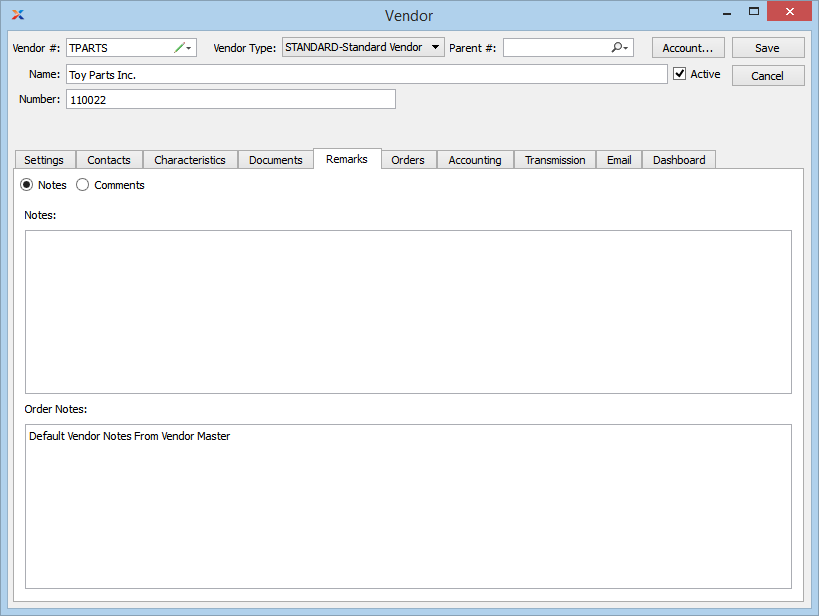 Vendor
Vendor #: TPARTS Vendor Type: STANDARD-Standard Vendor Parent #: Account... Save
Name: Toy Parts Inc. Active Cancel
Number: 110022
Settings Contacts Characteristics Documents Remarks Orders Accounting Transmission Email Dashboard
Notes Comments
Notes:
Order Notes:
Default Vendor Notes From Vendor Master